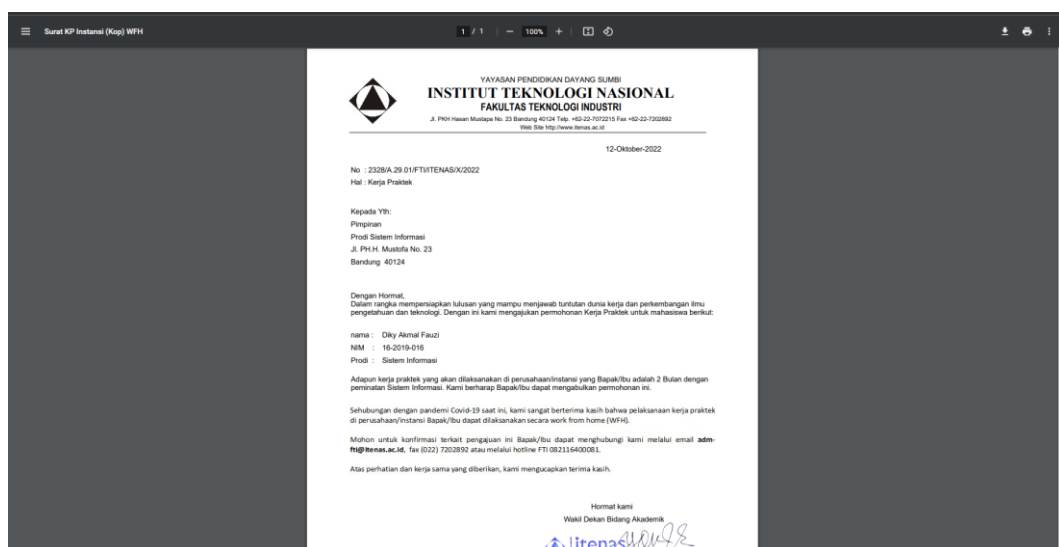 Surat KP Instansi (Kop) WFH
1 / 1
100%
YAYASAN PENDIDIKAN DAYANG SUMBI
INSTITUT TEKNOLOGI NASIONAL
FAKULTAS TEKNOLOGI INDUSTRI
Jl. PKH Hasan Mustapa No. 23 Bandung 40124 Telp. +62-22-7072215 Fax +62-22-7202892
Web Site http://www.itenas.ac.id
12-Oktober-2022
No : 2328/A.29.01/FTI/ITENAS/X/2022
Hal : Kerja Praktek
Kepada Yth:
Pimpinan
Prodi Sistem Informasi
Jl. PH.H. Mustofa No. 23
Bandung 40124
Dengan Hormat,
Dalam rangka mempersiapkan lulusan yang mampu menjawab tuntutan dunia kerja dan perkembangan ilmu
pengetahuan dan teknologi. Dengan ini kami mengajukan permohonan Kerja Praktek untuk mahasiswa berikut:
nama : Diky Akmal Fauzi
NIM : 16-2019-016
Prodi : Sistem Informasi
Adapun kerja praktek yang akan dilaksanakan di perusahaan/instansi yang Bapak/Ibu adalah 2 Bulan dengan
peminatan Sistem Informasi. Kami berharap Bapak/Ibu dapat mengabulkan permohonan ini.
Sehubungan dengan pandemi Covid-19 saat ini, kami sangat berterima kasih bahwa pelaksanaan kerja praktek
di perusahaan/instansi Bapak/Ibu dapat dilaksanakan secara work from home (WFH).
Mohon untuk konfirmasi terkait pengajuan ini Bapak/Ibu dapat menghubungi kami melalui email adm-
fti@itenas.ac.id, fax (022) 7202892 atau melalui hotline FTI 082116400081.
Atas perhatian dan kerja sama yang diberikan, kami mengucapkan terima kasih.
Hormat kami
Wakil Dekan Bidang Akademik
itenas